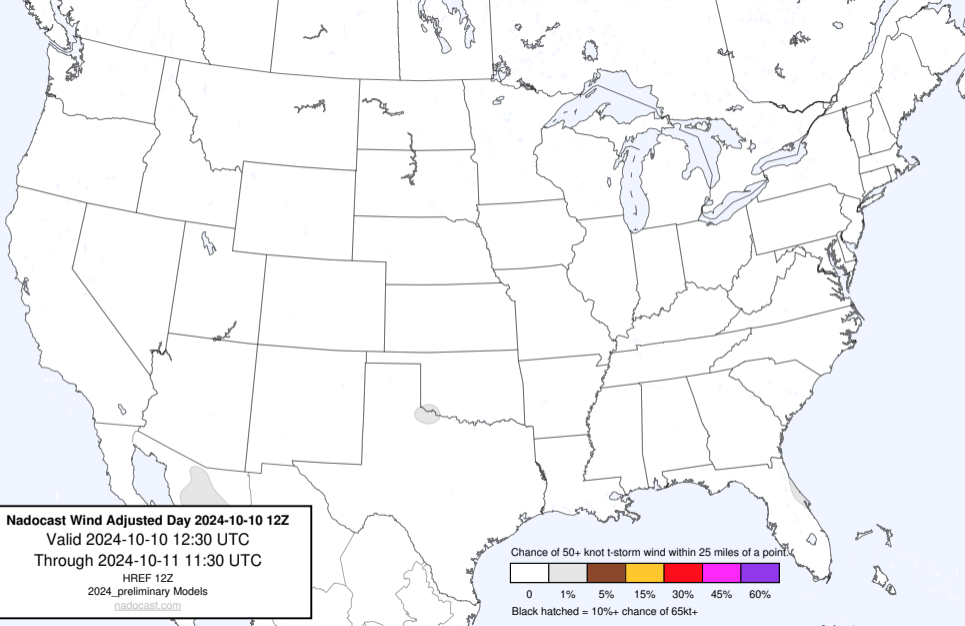 Nadocast Wind Adjusted Day 2024-10-10 12Z
Valid 2024-10-10 12:30 UTC
Through 2024-10-11 11:30 UTC
HREF 12Z
2024_preliminary Models
nadocast.com
Chance of 50+ knot t-storm wind within 25 miles of a point.
0 1% 5% 15% 30% 45% 60%
Black hatched = 10%+ chance of 65kt+